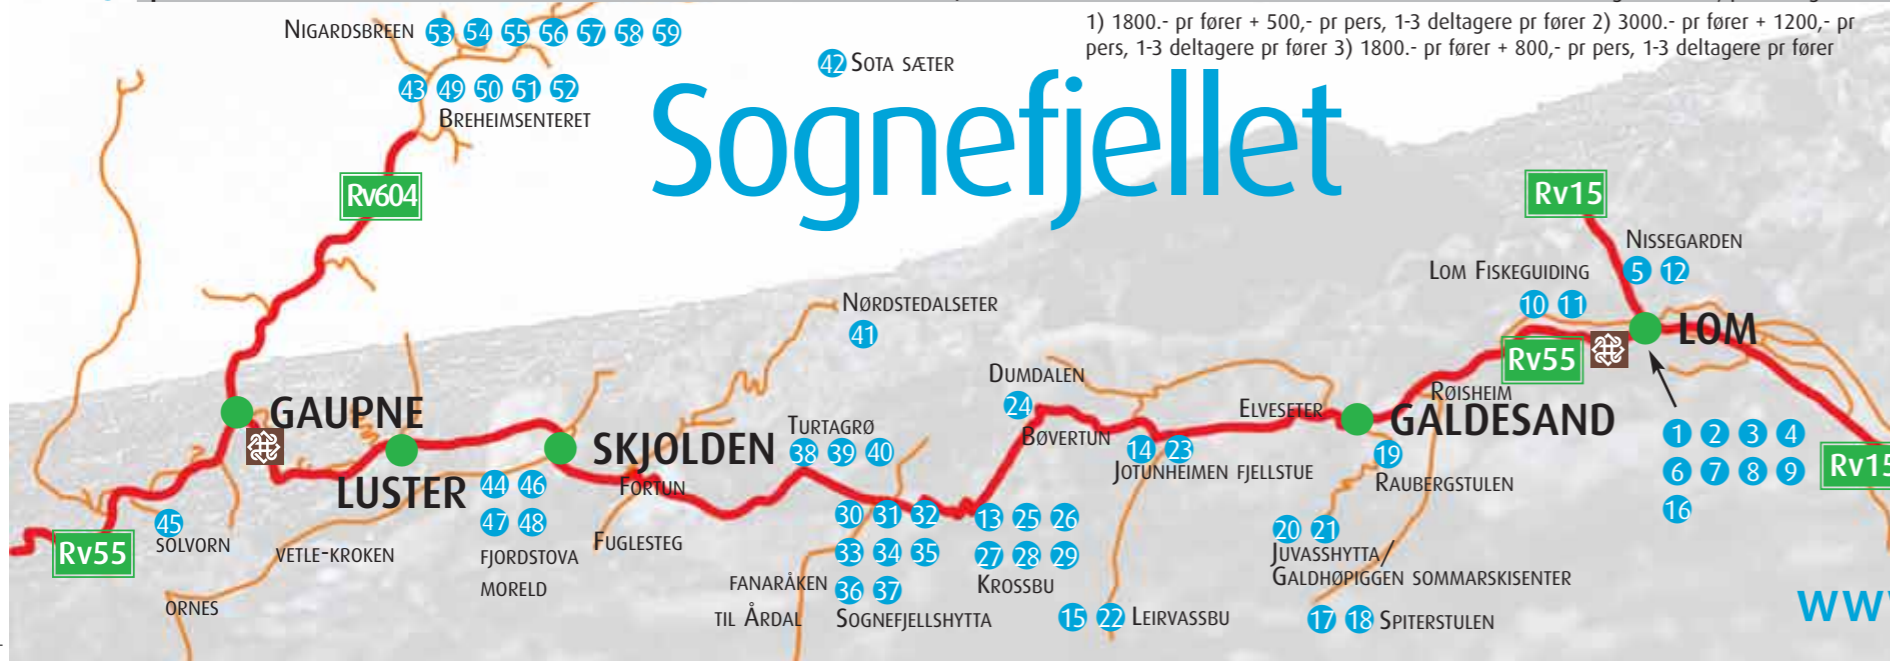 1) 1800.- pr fører + 500,- pr pers, 1-3 deltagere pr fører 2) 3000.- pr fører + 1200,- pr
pers, 1-3 deltagere pr fører 3) 1800.- pr fører + 800,- pr pers, 1-3 deltagere pr fører
Nigardsbreen 53 54 55 56 57 58 59
42 Sota sæter
43 49 50 51 52
Breheimsenteret
Sognefjellet
Rv604
Rv15
Nissegarden
5 12
Lom Fiskeguiding
10 11
Nørdstedalseter
41
LOM
Rv55
Dumdalen
24
Røisheim
Elveseter
GALDESAND
GAUPNE
Turtagrø
38 39 40
Bøvertun
14 23
Jotunheimen fjellstue
19
Raubergstulen
1 2 3 4
6 7 8 9
16
Rv15
SKJOLDEN
Fortun
LUSTER
44 46
47 48
fjordstova
moreld
Fuglesteg
45
solvorn
Rv55
vetle-kroken
ornes
30 31 32
33 34 35
36 37
fanaråken
til Årdal
Sognefjellshytta
13 25 26
27 28 29
Krossbu
20 21
Juvasshytta/
Galdhøpiggen sommarskisenter
15 22 Leirvassbu
17 18 Spiterstulen